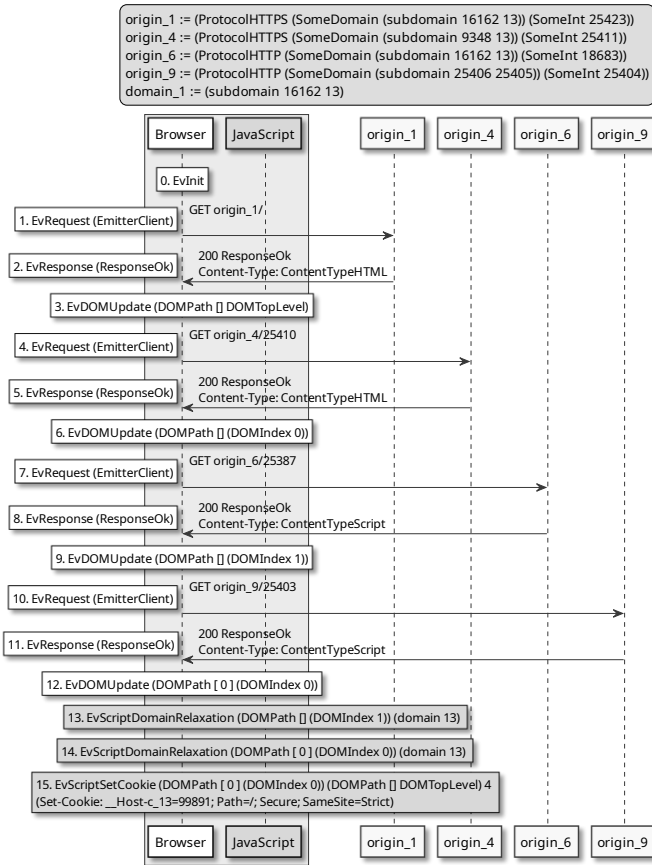 origin_1 := (ProtocolHTTPS (SomeDomain (subdomain 16162 13)) (SomeInt 25423))
origin_4 := (ProtocolHTTPS (SomeDomain (subdomain 9348 13)) (SomeInt 25411))
origin_6 := (ProtocolHTTP (SomeDomain (subdomain 16162 13)) (SomeInt 18683))
origin_9 := (ProtocolHTTP (SomeDomain (subdomain 25406 25405)) (SomeInt 25404))
domain_1 := (subdomain 16162 13)
Browser JavaScript origin_1 origin_4 origin_6 origin_9
0. EvInit
1. EvRequest (EmitterClient)
GET origin_1/
2. EvResponse (ResponseOk)
200 ResponseOk
Content-Type: ContentTypeHTML
3. EvDOMUpdate (DOMPath [] DOMTopLevel)
4. EvRequest (EmitterClient)
GET origin_4/25410
5. EvResponse (ResponseOk)
200 ResponseOk
Content-Type: ContentTypeHTML
6. EvDOMUpdate (DOMPath [] (DOMIndex 0))
7. EvRequest (EmitterClient)
GET origin_6/25387
8. EvResponse (ResponseOk)
200 ResponseOk
Content-Type: ContentTypeScript
9. EvDOMUpdate (DOMPath [] (DOMIndex 1))
10. EvRequest (EmitterClient)
GET origin_9/25403
11. EvResponse (ResponseOk)
200 ResponseOk
Content-Type: ContentTypeScript
12. EvDOMUpdate (DOMPath [ 0 ] (DOMIndex 0))
13. EvScriptDomainRelaxation (DOMPath [] (DOMIndex 1)) (domain 13)
14. EvScriptDomainRelaxation (DOMPath [ 0 ] (DOMIndex 0)) (domain 13)
15. EvScriptSetCookie (DOMPath [ 0 ] (DOMIndex 0)) (DOMPath [] DOMTopLevel) 4
(Set-Cookie: __Host-c_13=99891; Path=/; Secure; SameSite=Strict)
Browser JavaScript origin_1 origin_4 origin_6 origin_9